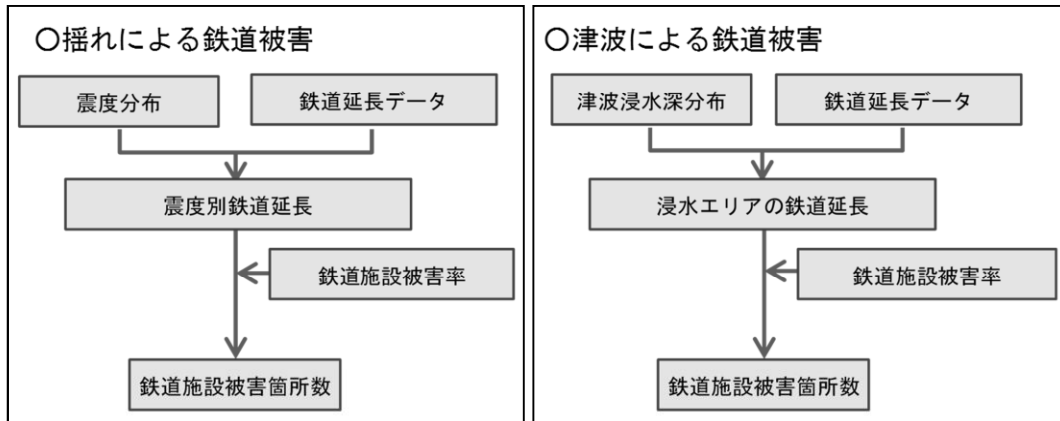 〇揺れによる鉄道被害
震度分布
鉄道延長データ
震度別鉄道延長
鉄道施設被害率
鉄道施設被害箇所数
〇津波による鉄道被害
津波浸水深分布
鉄道延長データ
浸水エリアの鉄道延長
鉄道施設被害率
鉄道施設被害箇所数